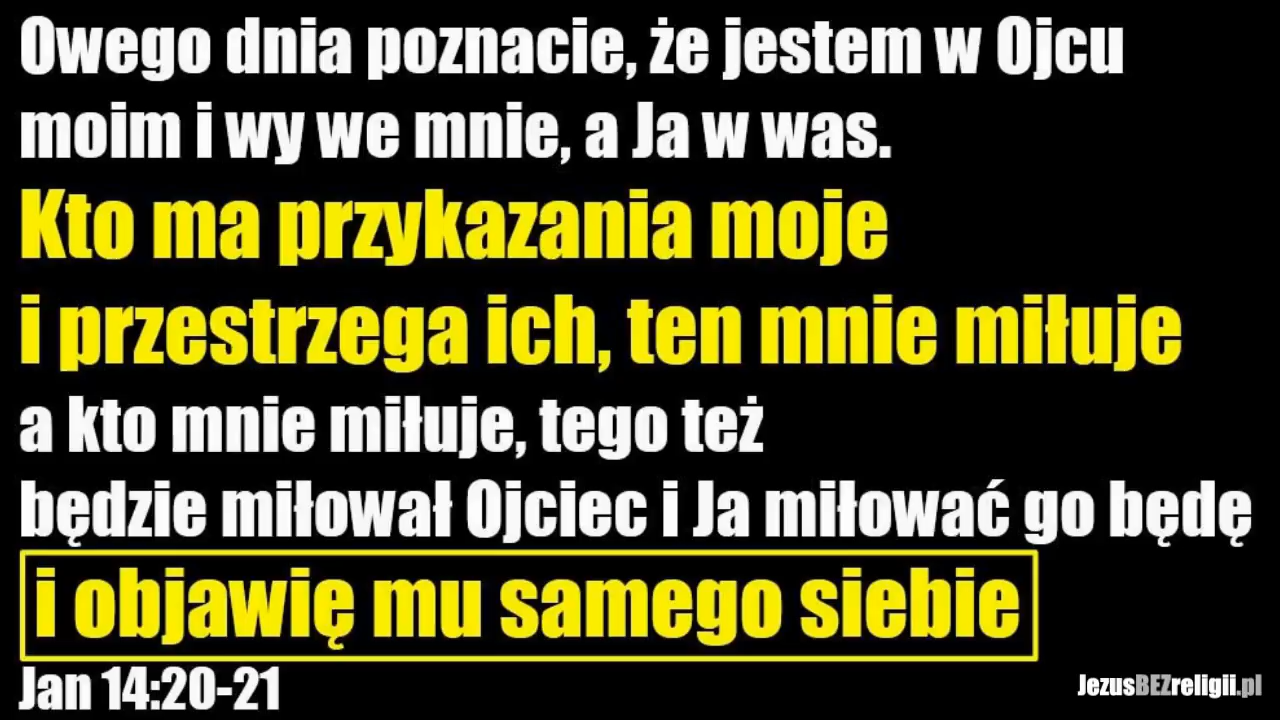 Owego dnia poznacie, że jestem w Ojcu
moim i wy we mnie, a Ja w was.
Kto ma przykazania moje
i przestrzega ich, ten mnie miłuje
a kto mnie miłuje, tego też
będzie miłował Ojciec i Ja miłować go będę
i objawię mu samego siebie
Jan 14:20-21
JezusBEZreligii.pl